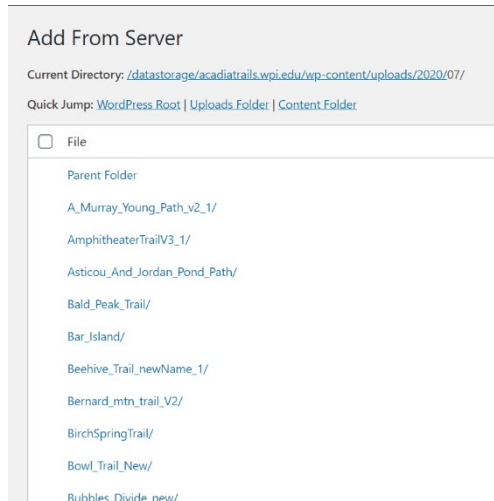 Add From Server
Current Directory: /datastorage/acadiatrails.wpi.edu/wp-content/uploads/2020/07/
Quick Jump: WordPress Root | Uploads Folder | Content Folder
File
Parent Folder
A_Murray_Young_Path_v2_1/
AmphitheaterTrailV3_1/
Asticou_And_Jordan_Pond_Path/
Bald_Peak_Trail/
Bar_Island/
Beehive_Trail_newName_1/
Bernard_mtn_trail_V2/
BirchSpringTrail/
Bowl_Trail_New/
Bubbles_Divide_new/